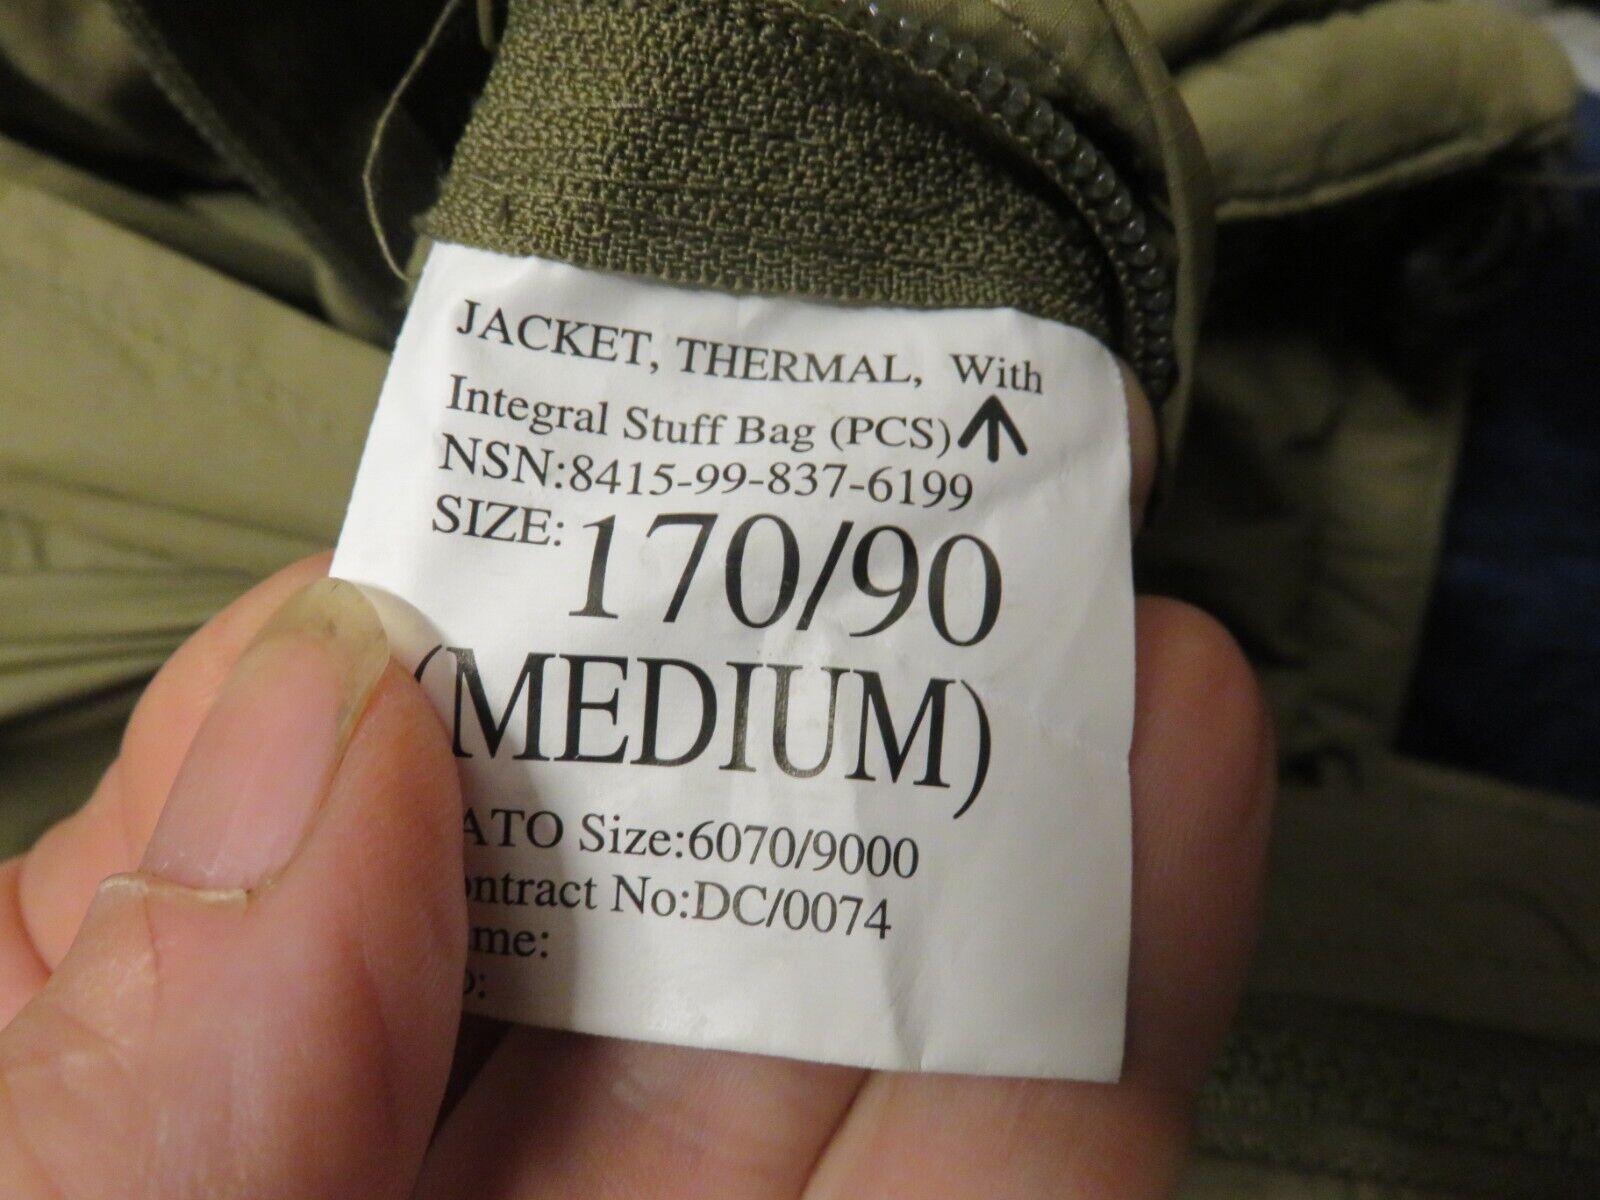 JACKET, THERMAL, With
Integral Stuff Bag (PCS)
NSN:8415-99-837-6199
SIZE: 170/90
(MEDIUM)
ATO Size:6070/9000
ontract No:DC/0074
me:
o: